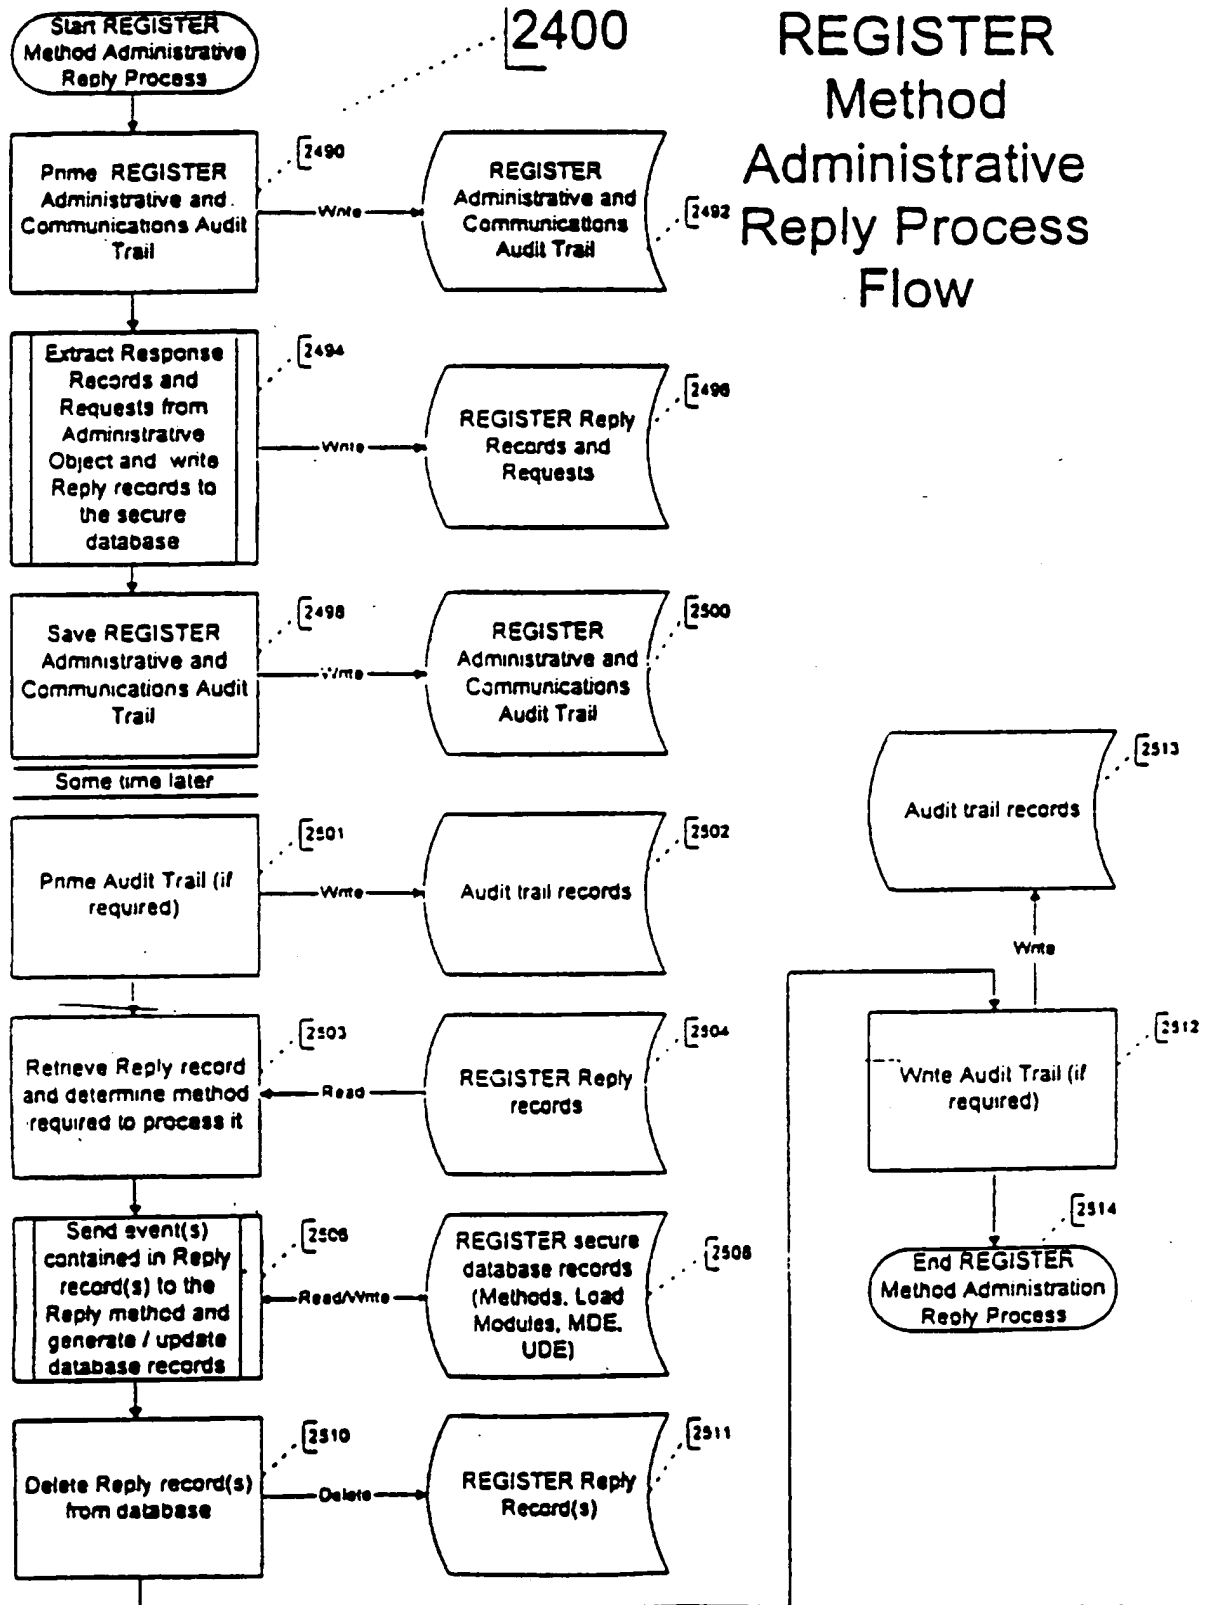 Start REGISTER
Method Administrative
Reply Process
2400
REGISTER
Method
Administrative
Reply Process
Flow
Prime REGISTER
Administrative and
Communications Audit
Trail
2490
Write
REGISTER
Administrative and
Communications
Audit Trail
2492
Extract Response
Records and
Requests from
Administrative
Object and write
Reply records to
the secure
database
2494
Write
REGISTER Reply
Records and
Requests
2496
Save REGISTER
Administrative and
Communications Audit
Trail
2498
Write
REGISTER
Administrative and
Communications
Audit Trail
2500
Some time later
Prime Audit Trail (if
required)
2501
Write
Audit trail records
2502
Retrieve Reply record
and determine method
required to process it
2503
Read
REGISTER Reply
records
2504
Send event(s)
contained in Reply
record(s) to the
Reply method and
generate / update
database records
2506
Read/Write
REGISTER secure
database records
(Methods, Load
Modules, MDE,
UDE)
2508
Delete Reply record(s)
from database
2510
Delete
REGISTER Reply
Record(s)
2511
Audit trail records
2513
Write
Write Audit Trail (if
required)
2512
2514
End REGISTER
Method Administration
Reply Process